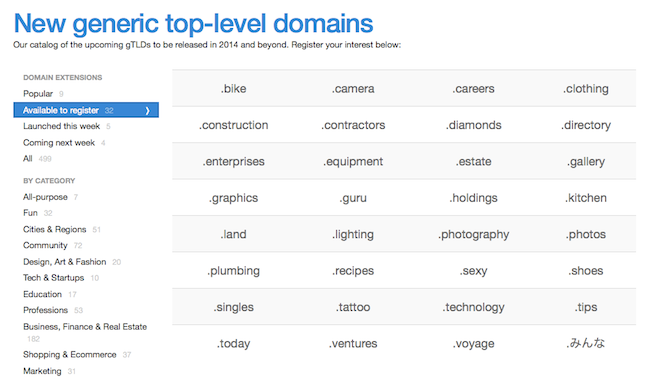 New generic top-level domains
Our catalog of the upcoming gTLDs to be released in 2014 and beyond. Register your interest below:
DOMAIN EXTENSIONS
Popular 9
Available to register 32 ❯
Launched this week 5
Coming next week 4
All 499
BY CATEGORY
All-purpose 7
Fun 32
Cities & Regions 51
Community 72
Design, Art & Fashion 20
Tech & Startups 10
Education 17
Professions 53
Business, Finance & Real Estate
182
Shopping & Ecommerce 37
Marketing 31
.bike .camera .careers .clothing
.construction .contractors .diamonds .directory
.enterprises .equipment .estate .gallery
.graphics .guru .holdings .kitchen
.land .lighting .photography .photos
.plumbing .recipes .sexy .shoes
.singles .tattoo .technology .tips
.today .ventures .voyage .みんな